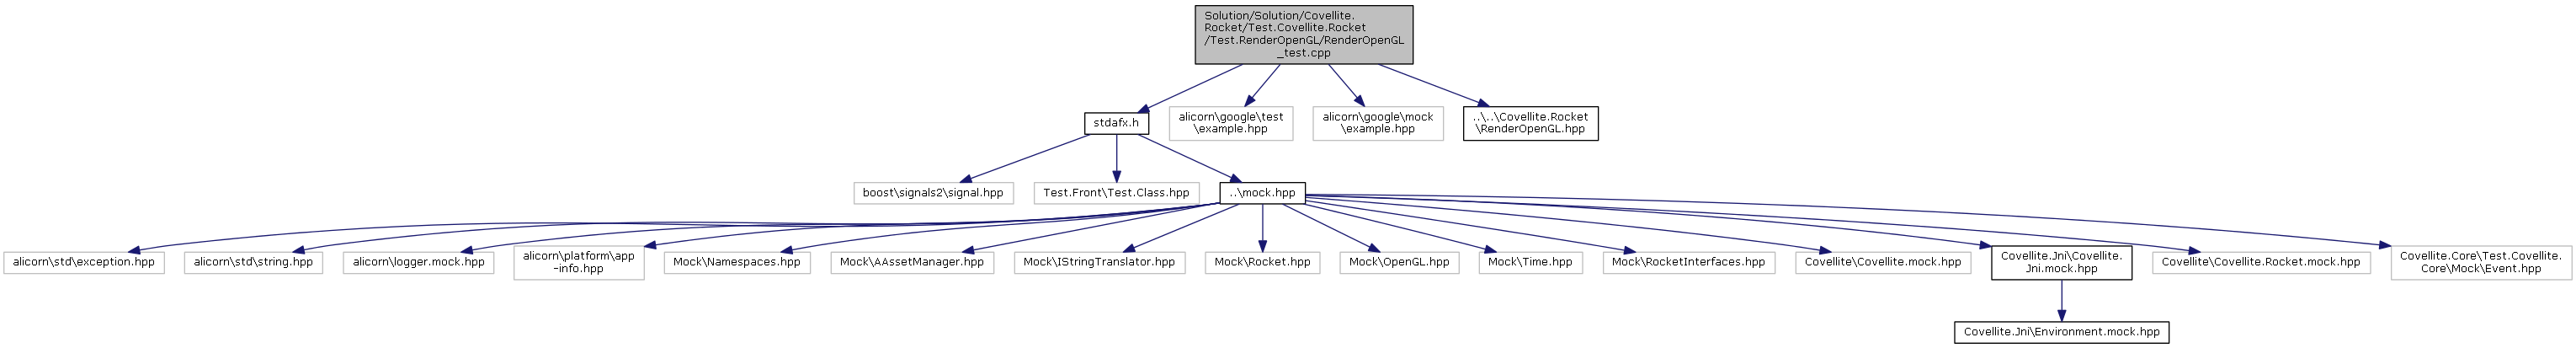 Solution/Solution/Covellite.
Rocket/Test.Covellite.Rocket
/Test.RenderOpenGL/RenderOpenGL
_test.cpp
stdafx.h
alicorn\google\test
\example.hpp
alicorn\google\mock
\example.hpp
..\..\Covellite.Rocket
\RenderOpenGL.hpp
boost\signals2\signal.hpp
Test.Front\Test.Class.hpp
..\mock.hpp
alicorn\std\exception.hpp
alicorn\std\string.hpp
alicorn\logger.mock.hpp
alicorn\platform\app
-info.hpp
Mock\Namespaces.hpp
Mock\AAssetManager.hpp
Mock\IStringTranslator.hpp
Mock\Rocket.hpp
Mock\OpenGL.hpp
Mock\Time.hpp
Mock\RocketInterfaces.hpp
Covellite\Covellite.mock.hpp
Covellite.Jni\Covellite.
Jni.mock.hpp
Covellite\Covellite.Rocket.mock.hpp
Covellite.Core\Test.Covellite.
Core\Mock\Event.hpp
Covellite.Jni\Environment.mock.hpp